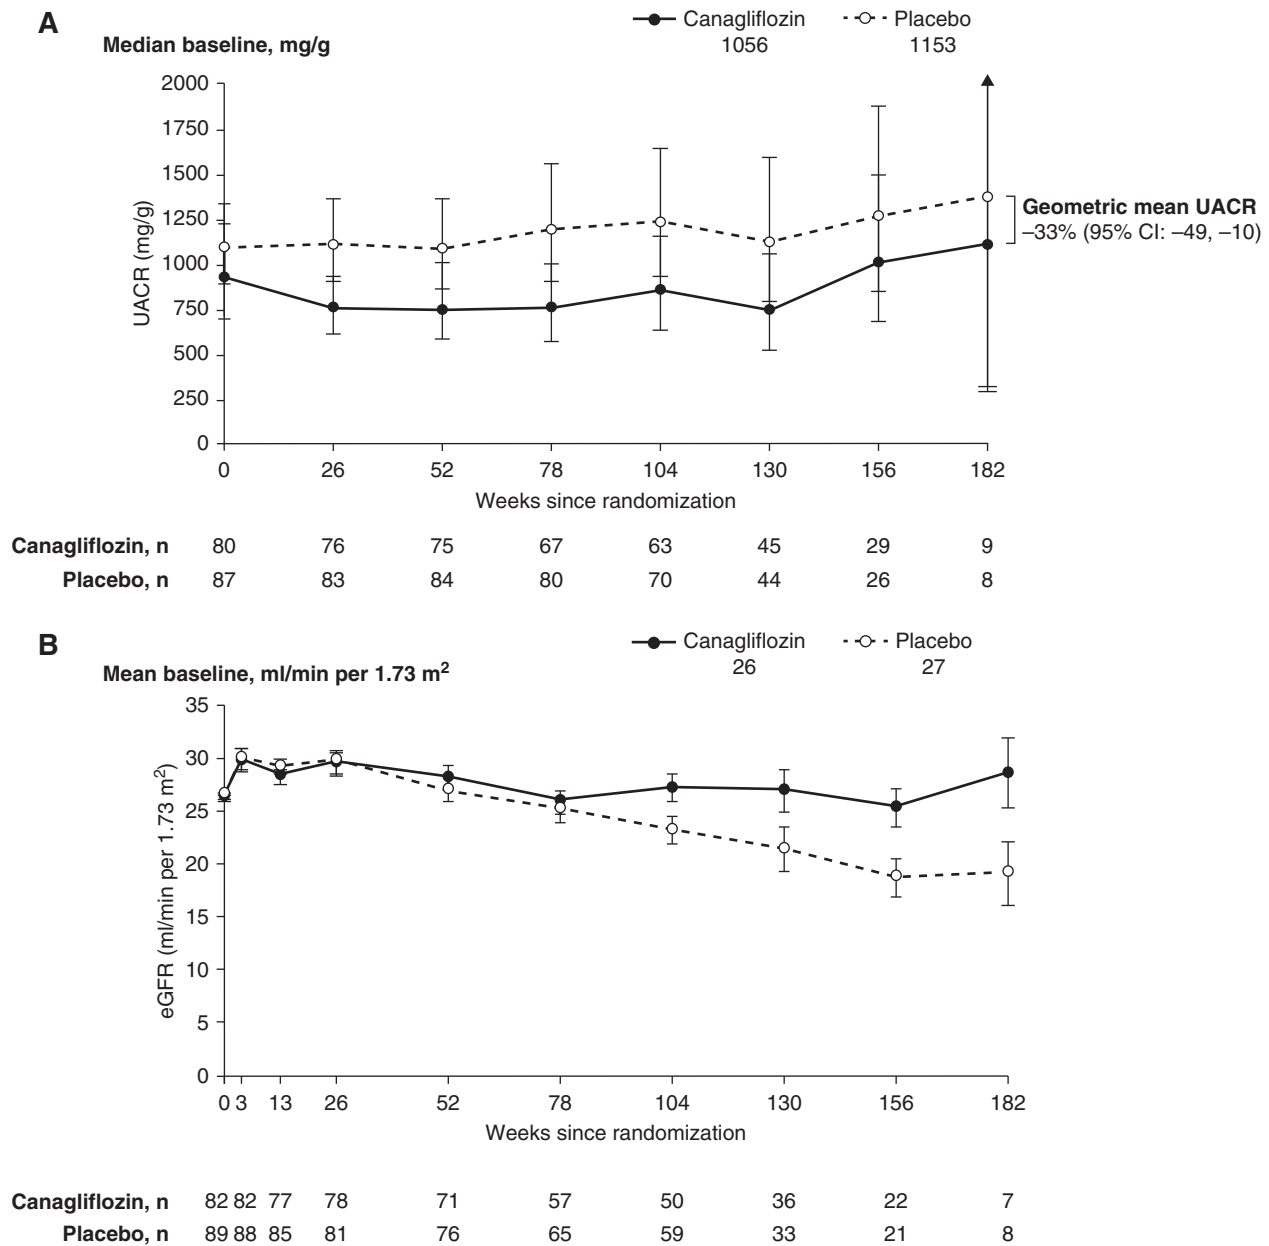 A
Canagliflozin Placebo
Median baseline, mg/g 1056 1153
2000
1750
1500
1250
1000
750
500
250
0
UACR (mg/g)
Geometric mean UACR
–33% (95% CI: –49, –10)
0 26 52 78 104 130 156 182
Weeks since randomization
Canagliflozin, n 80 76 75 67 63 45 29 9
Placebo, n 87 83 84 80 70 44 26 8
B
Canagliflozin Placebo
Mean baseline, ml/min per 1.73 m² 26 27
35
30
25
20
15
10
5
0
eGFR (ml/min per 1.73 m²)
0 3 13 26 52 78 104 130 156 182
Weeks since randomization
Canagliflozin, n 82 82 77 78 71 57 50 36 22 7
Placebo, n 89 88 85 81 76 65 59 33 21 8